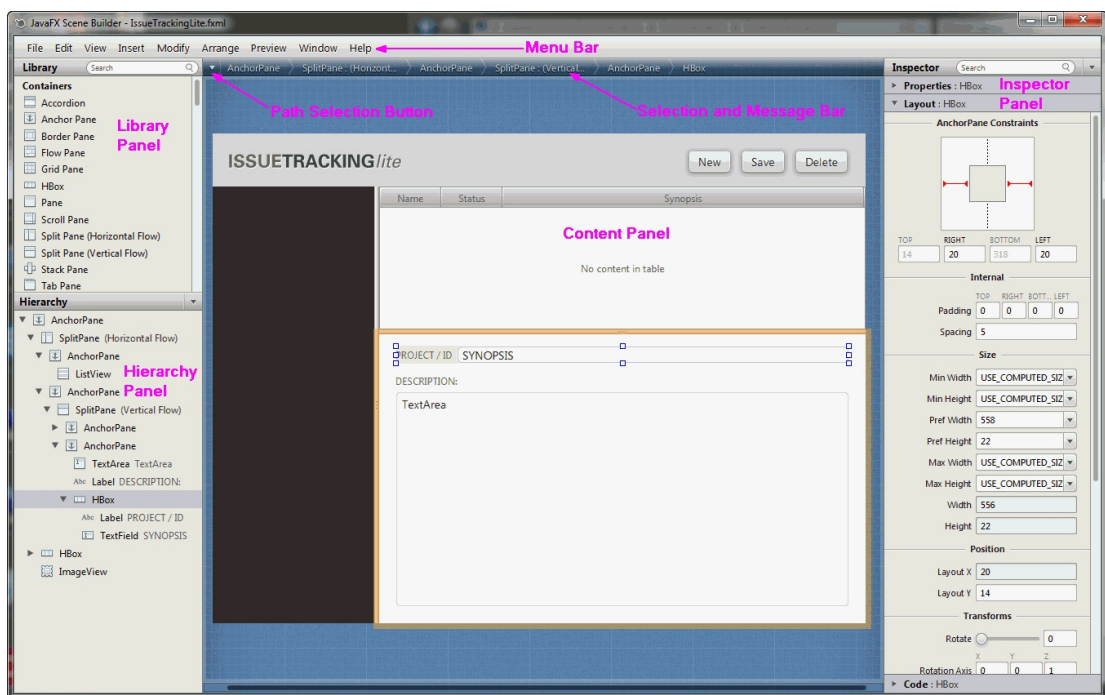 JavaFX Scene Builder - IssueTrackingLite.fxml
File Edit View Insert Modify Arrange Preview Window Help
Menu Bar
Library
Search
Containers
Accordion
Anchor Pane
Border Pane
Flow Pane
Grid Pane
HBox
Pane
Scroll Pane
Split Pane (Horizontal Flow)
Split Pane (Vertical Flow)
Stack Pane
Tab Pane
Library
Panel
Hierarchy
AnchorPane
SplitPane (Horizontal Flow)
AnchorPane
ListView
AnchorPane
SplitPane (Vertical Flow)
AnchorPane
AnchorPane
TextArea TextArea
Abc Label DESCRIPTION:
HBox
Abc Label PROJECT / ID
TextField SYNOPSIS
HBox
ImageView
Hierarchy
Panel
AnchorPane SplitPane : (Horizont... AnchorPane SplitPane : (Vertical... AnchorPane HBox
Path Selection Button
Selection and Message Bar
ISSUETRACKINGlite
New Save Delete
Name Status Synopsis
Content Panel
No content in table
PROJECT / ID SYNOPSIS
DESCRIPTION:
TextArea
Inspector
Search
Properties : HBox
Layout : HBox
Inspector
Panel
AnchorPane Constraints
TOP RIGHT BOTTOM LEFT
14 20 318 20
Internal
TOP RIGHT BOTT... LEFT
Padding 0 0 0 0
Spacing 5
Size
Min Width USE_COMPUTED_SIZ
Min Height USE_COMPUTED_SIZ
Pref Width 558
Pref Height 22
Max Width USE_COMPUTED_SIZ
Max Height USE_COMPUTED_SIZ
Width 556
Height 22
Position
Layout X 20
Layout Y 14
Transforms
Rotate 0
X Y Z
Rotation Axis 0 0 1
Code : HBox